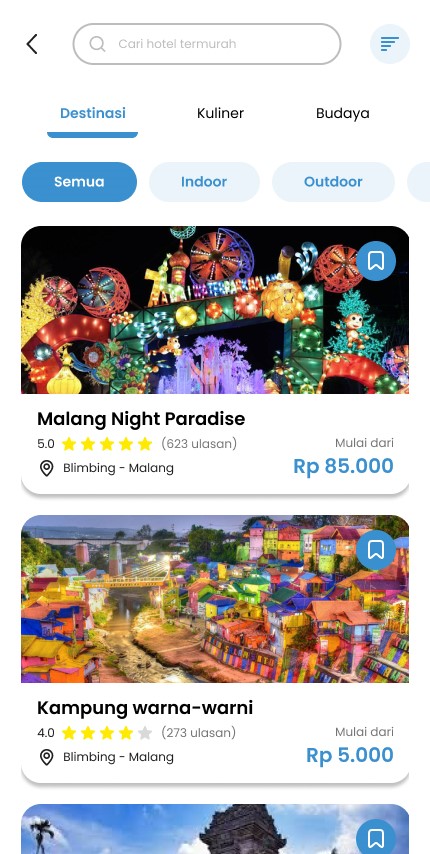 Cari hotel termurah
Destinasi
Kuliner
Budaya
Semua
Indoor
Outdoor
Malang Night Paradise
5.0
(623 ulasan)
Mulai dari
Blimbing - Malang
Rp 85.000
Kampung warna-warni
4.0
(273 ulasan)
Mulai dari
Blimbing - Malang
Rp 5.000